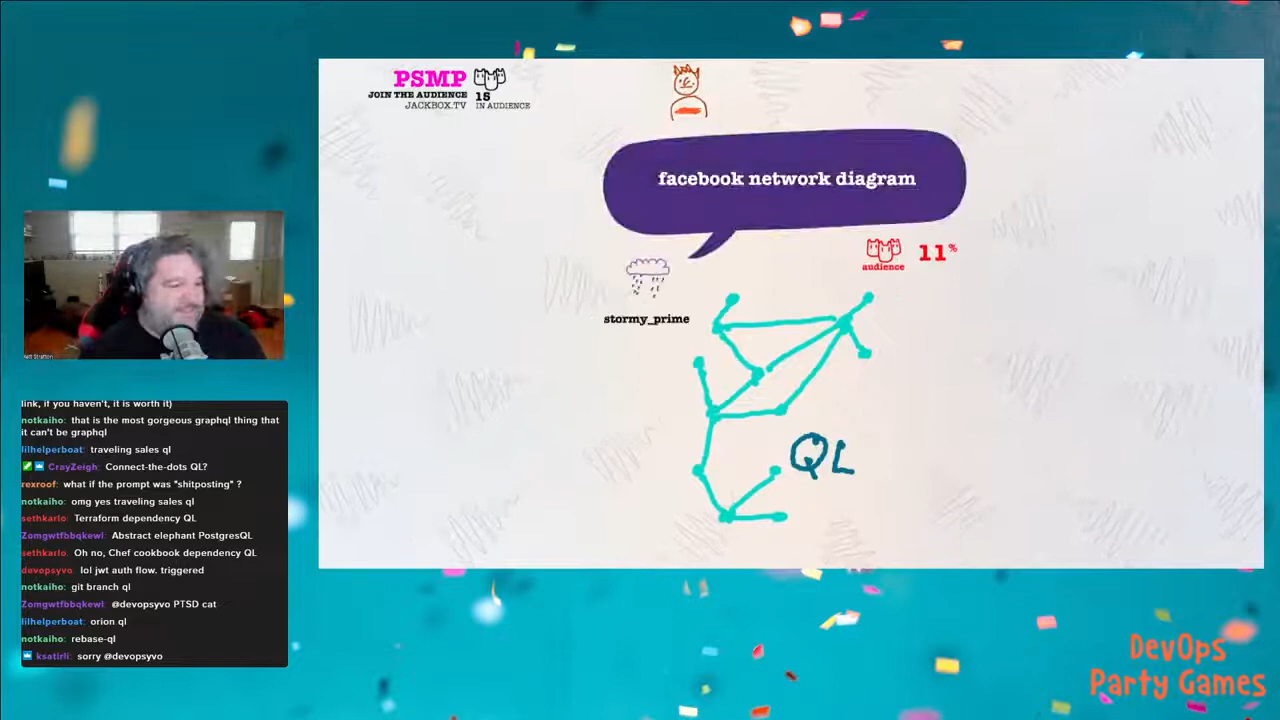 PSMP
JOIN THE AUDIENCE
JACKBOX.TV
15
IN AUDIENCE
facebook network diagram
audience
11%
stormy_prime
QL
link, if you haven't, it is worth it)
notkaiho: that is the most gorgeous graphql thing that
it can't be graphql
lilhelperboat: traveling sales ql
CrayZeigh: Connect-the-dots QL?
rexroof: what if the prompt was "shitposting" ?
notkaiho: omg yes traveling sales ql
sethkarlo: Terraform dependency QL
Zomgwtfbbqkewl: Abstract elephant PostgresQL
sethkarlo: Oh no, Chef cookbook dependency QL
devopsyvo: lol jwt auth flow. triggered
notkaiho: git branch ql
Zomgwtfbbqkewl: @devopsyvo PTSD cat
lilhelperboat: orion ql
notkaiho: rebase-ql
ksatirli: sorry @devopsyvo
DevOps
Party Games